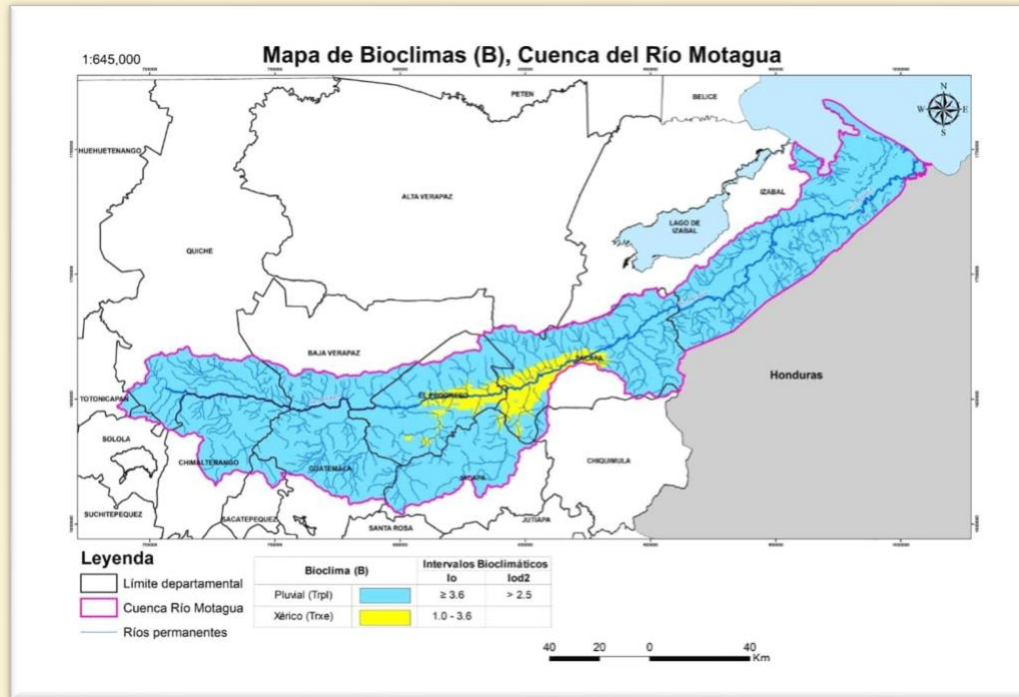 Mapa de Bioclimas (B), Cuenca del Río Motagua
1:645,000
PETEN
BELICE
N
W E
S
HUEHUETENANGO
ALTA VERAPAZ
IZABAL
LAGO DE
IZABAL
QUICHÉ
BAJA VERAPAZ
ZACAPA
Honduras
EL PROGRESO
TOTONICAPAN
SOLOLA
CHIMALTENANGO
GUATEMALA
JALAPA
CHIQUIMULA
SUCHITEPEQUEZ
SACATEPEQUEZ
SANTA ROSA
JUTIAPA
Leyenda
Límite departamental
Cuenca Río Motagua
Ríos permanentes
Bioclima (B) Intervalos Bioclimáticos
Io Iod2
Pluvial (Trpl) ≥ 3.6 > 2.5
Xérico (Trxe) 1.0 - 3.6
40 20 0 40
Km